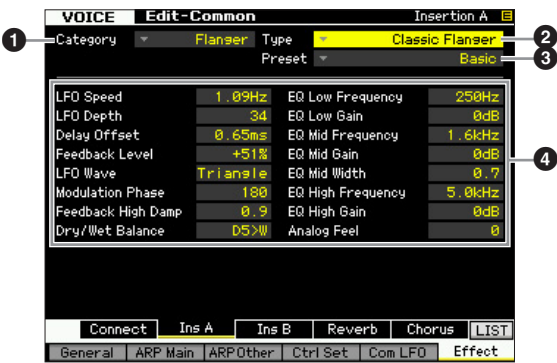 VOICE Edit-Common Insertion A E
1 Category Flanger Type Classic Flanger 2
Preset Basic 3
LFO Speed 1.09Hz EQ Low Frequency 250Hz
LFO Depth 34 EQ Low Gain 0dB
Delay Offset 0.65ms EQ Mid Frequency 1.6kHz
Feedback Level +51% EQ Mid Gain 0dB 4
LFO Wave Triangle EQ Mid Width 0.7
Modulation Phase 180 EQ High Frequency 5.0kHz
Feedback High Damp 0.9 EQ High Gain 0dB
Dry/Wet Balance D5>W Analog Feel 0
Connect Ins A Ins B Reverb Chorus LIST
General ARP Main ARP Other Ctrl Set Com LFO Effect